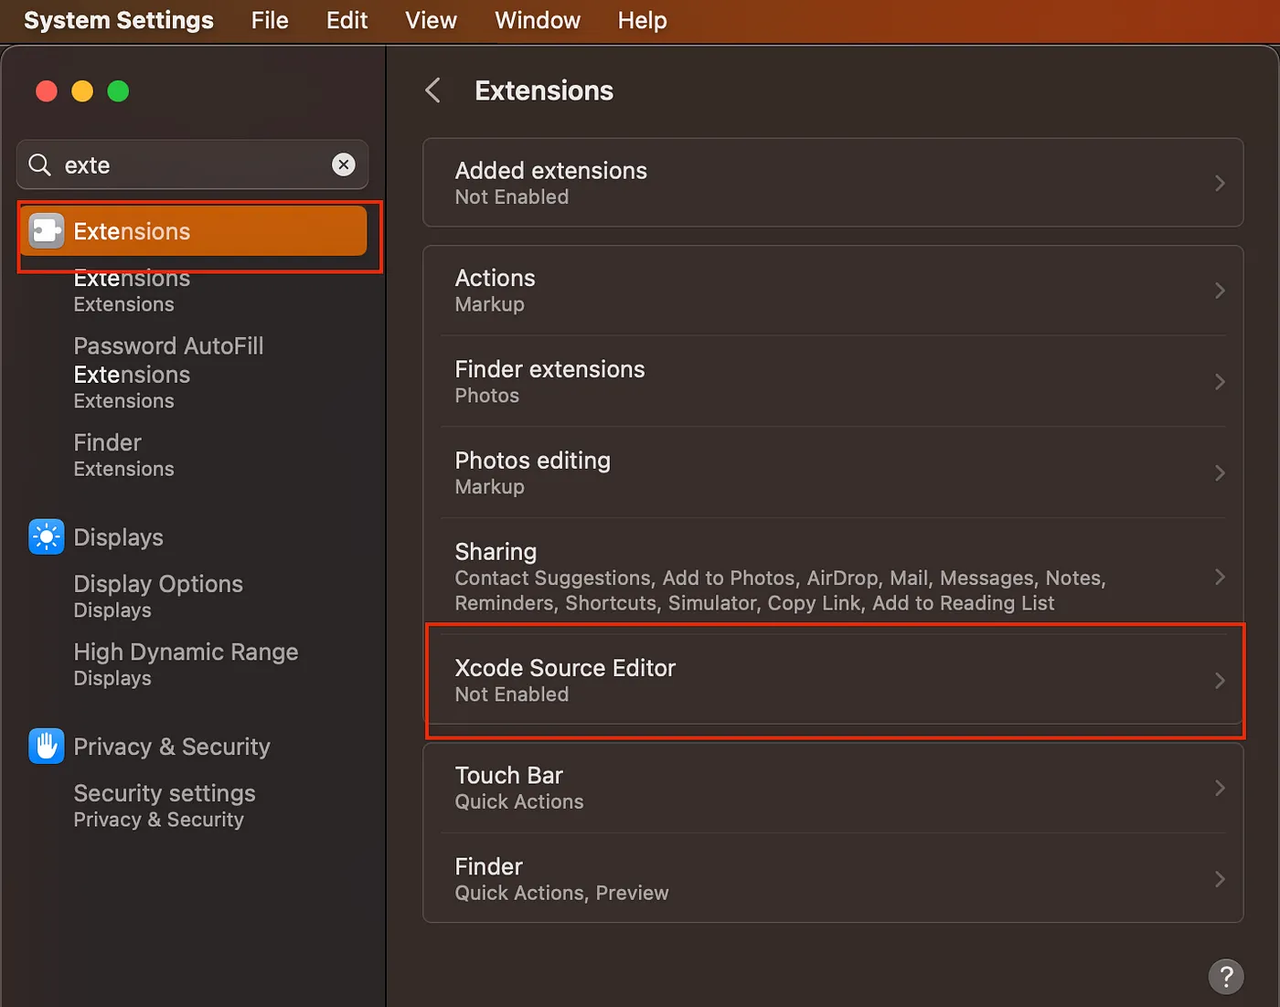 System Settings File Edit View Window Help
exte
Extensions
Extensions
Extensions
Password AutoFill
Extensions
Extensions
Finder
Extensions
Displays
Display Options
Displays
High Dynamic Range
Displays
Privacy & Security
Security settings
Privacy & Security
Extensions
Added extensions
Not Enabled
Actions
Markup
Finder extensions
Photos
Photos editing
Markup
Sharing
Contact Suggestions, Add to Photos, AirDrop, Mail, Messages, Notes,
Reminders, Shortcuts, Simulator, Copy Link, Add to Reading List
Xcode Source Editor
Not Enabled
Touch Bar
Quick Actions
Finder
Quick Actions, Preview
?